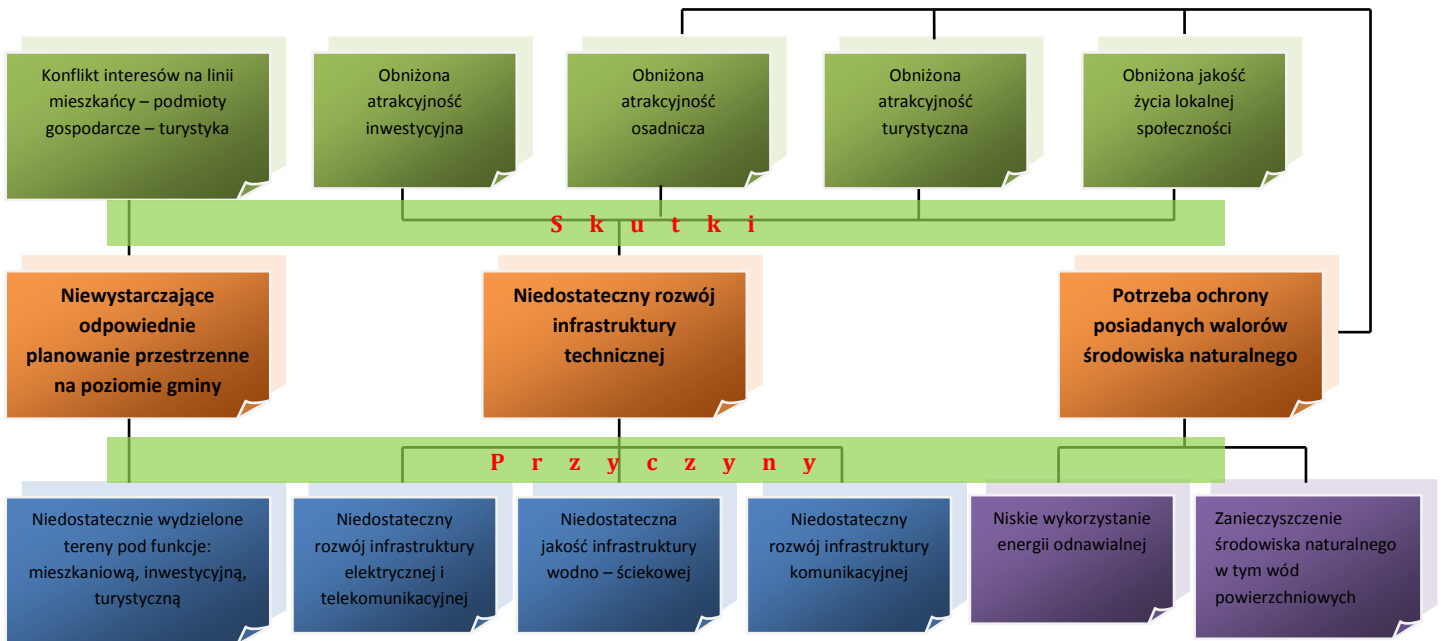 Konflikt interesów na linii
mieszkańcy – podmioty
gospodarcze – turystyka
Obniżona
atrakcyjność
inwestycyjna
Obniżona
atrakcyjność
osadnicza
Obniżona
atrakcyjność
turystyczna
Obniżona jakość
życia lokalnej
społeczności
S k u t k i
Niewystarczające
odpowiednie
planowanie przestrzenne
na poziomie gminy
Niedostateczny rozwój
infrastruktury
technicznej
Potrzeba ochrony
posiadanych walorów
środowiska naturalnego
P r z y c z y n y
Niedostatecznie wydzielone
tereny pod funkcje:
mieszkaniową, inwestycyjną,
turystyczną
Niedostateczny
rozwój infrastruktury
elektrycznej i
telekomunikacyjnej
Niedostateczna
jakość infrastruktury
wodno – ściekowej
Niedostateczny
rozwój infrastruktury
komunikacyjnej
Niskie wykorzystanie
energii odnawialnej
Zanieczyszczenie
środowiska naturalnego
w tym wód
powierzchniowych